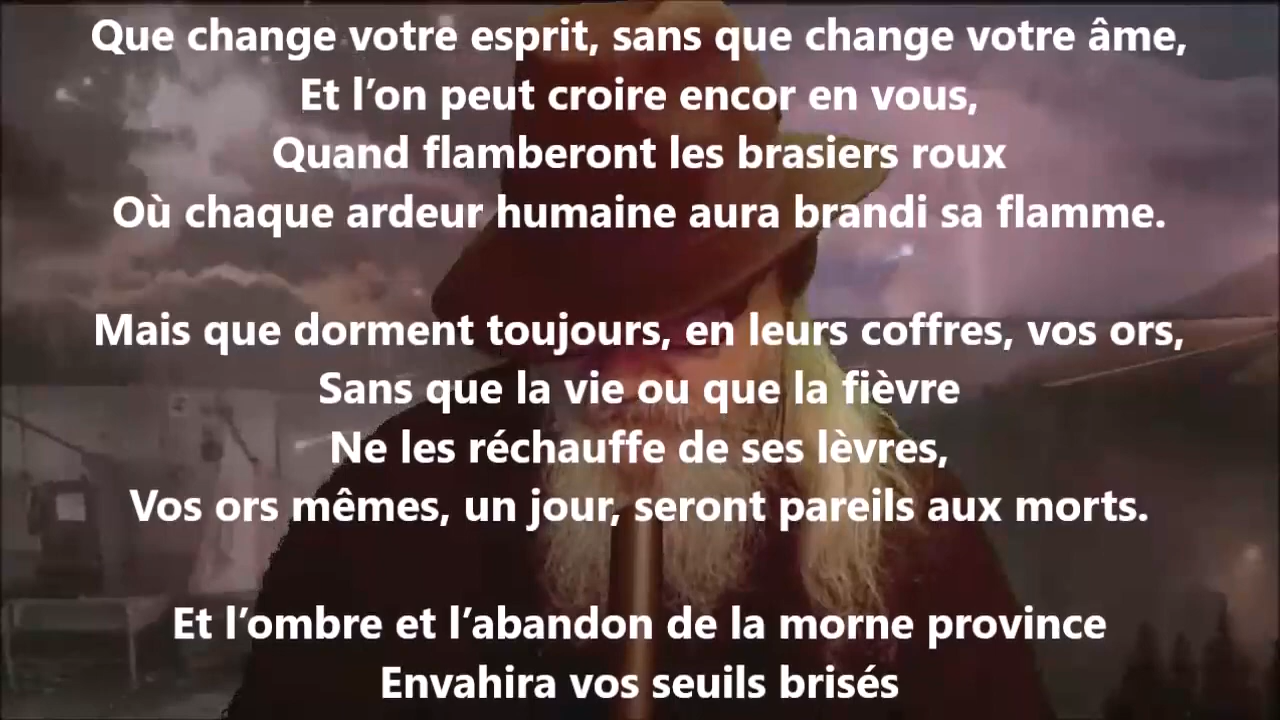 Que change votre esprit, sans que change votre âme,
Et l’on peut croire encor en vous,
Quand flamberont les brasiers roux
Où chaque ardeur humaine aura brandi sa flamme.
Mais que dorment toujours, en leurs coffres, vos ors,
Sans que la vie ou que la fièvre
Ne les réchauffe de ses lèvres,
Vos ors mêmes, un jour, seront pareils aux morts.
Et l’ombre et l’abandon de la morne province
Envahira vos seuils brisés